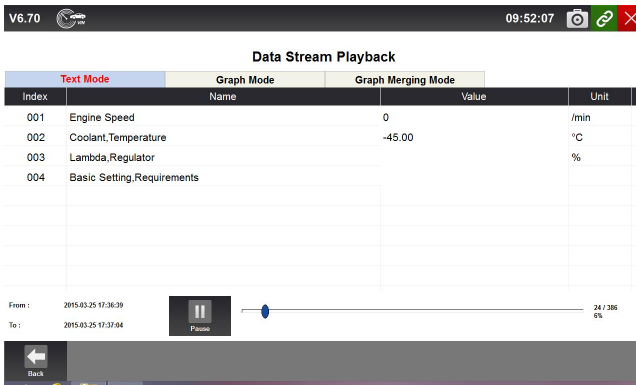 V6.70
VIN
09:52:07
Data Stream Playback
Text Mode Graph Mode Graph Merging Mode
Index Name Value Unit
001 Engine Speed 0 /min
002 Coolant,Temperature -45.00 °C
003 Lambda,Regulator %
004 Basic Setting,Requirements
From : 2015-03-25 17:36:39
To : 2015-03-25 17:37:04
Pause
24 / 386
6%
Back